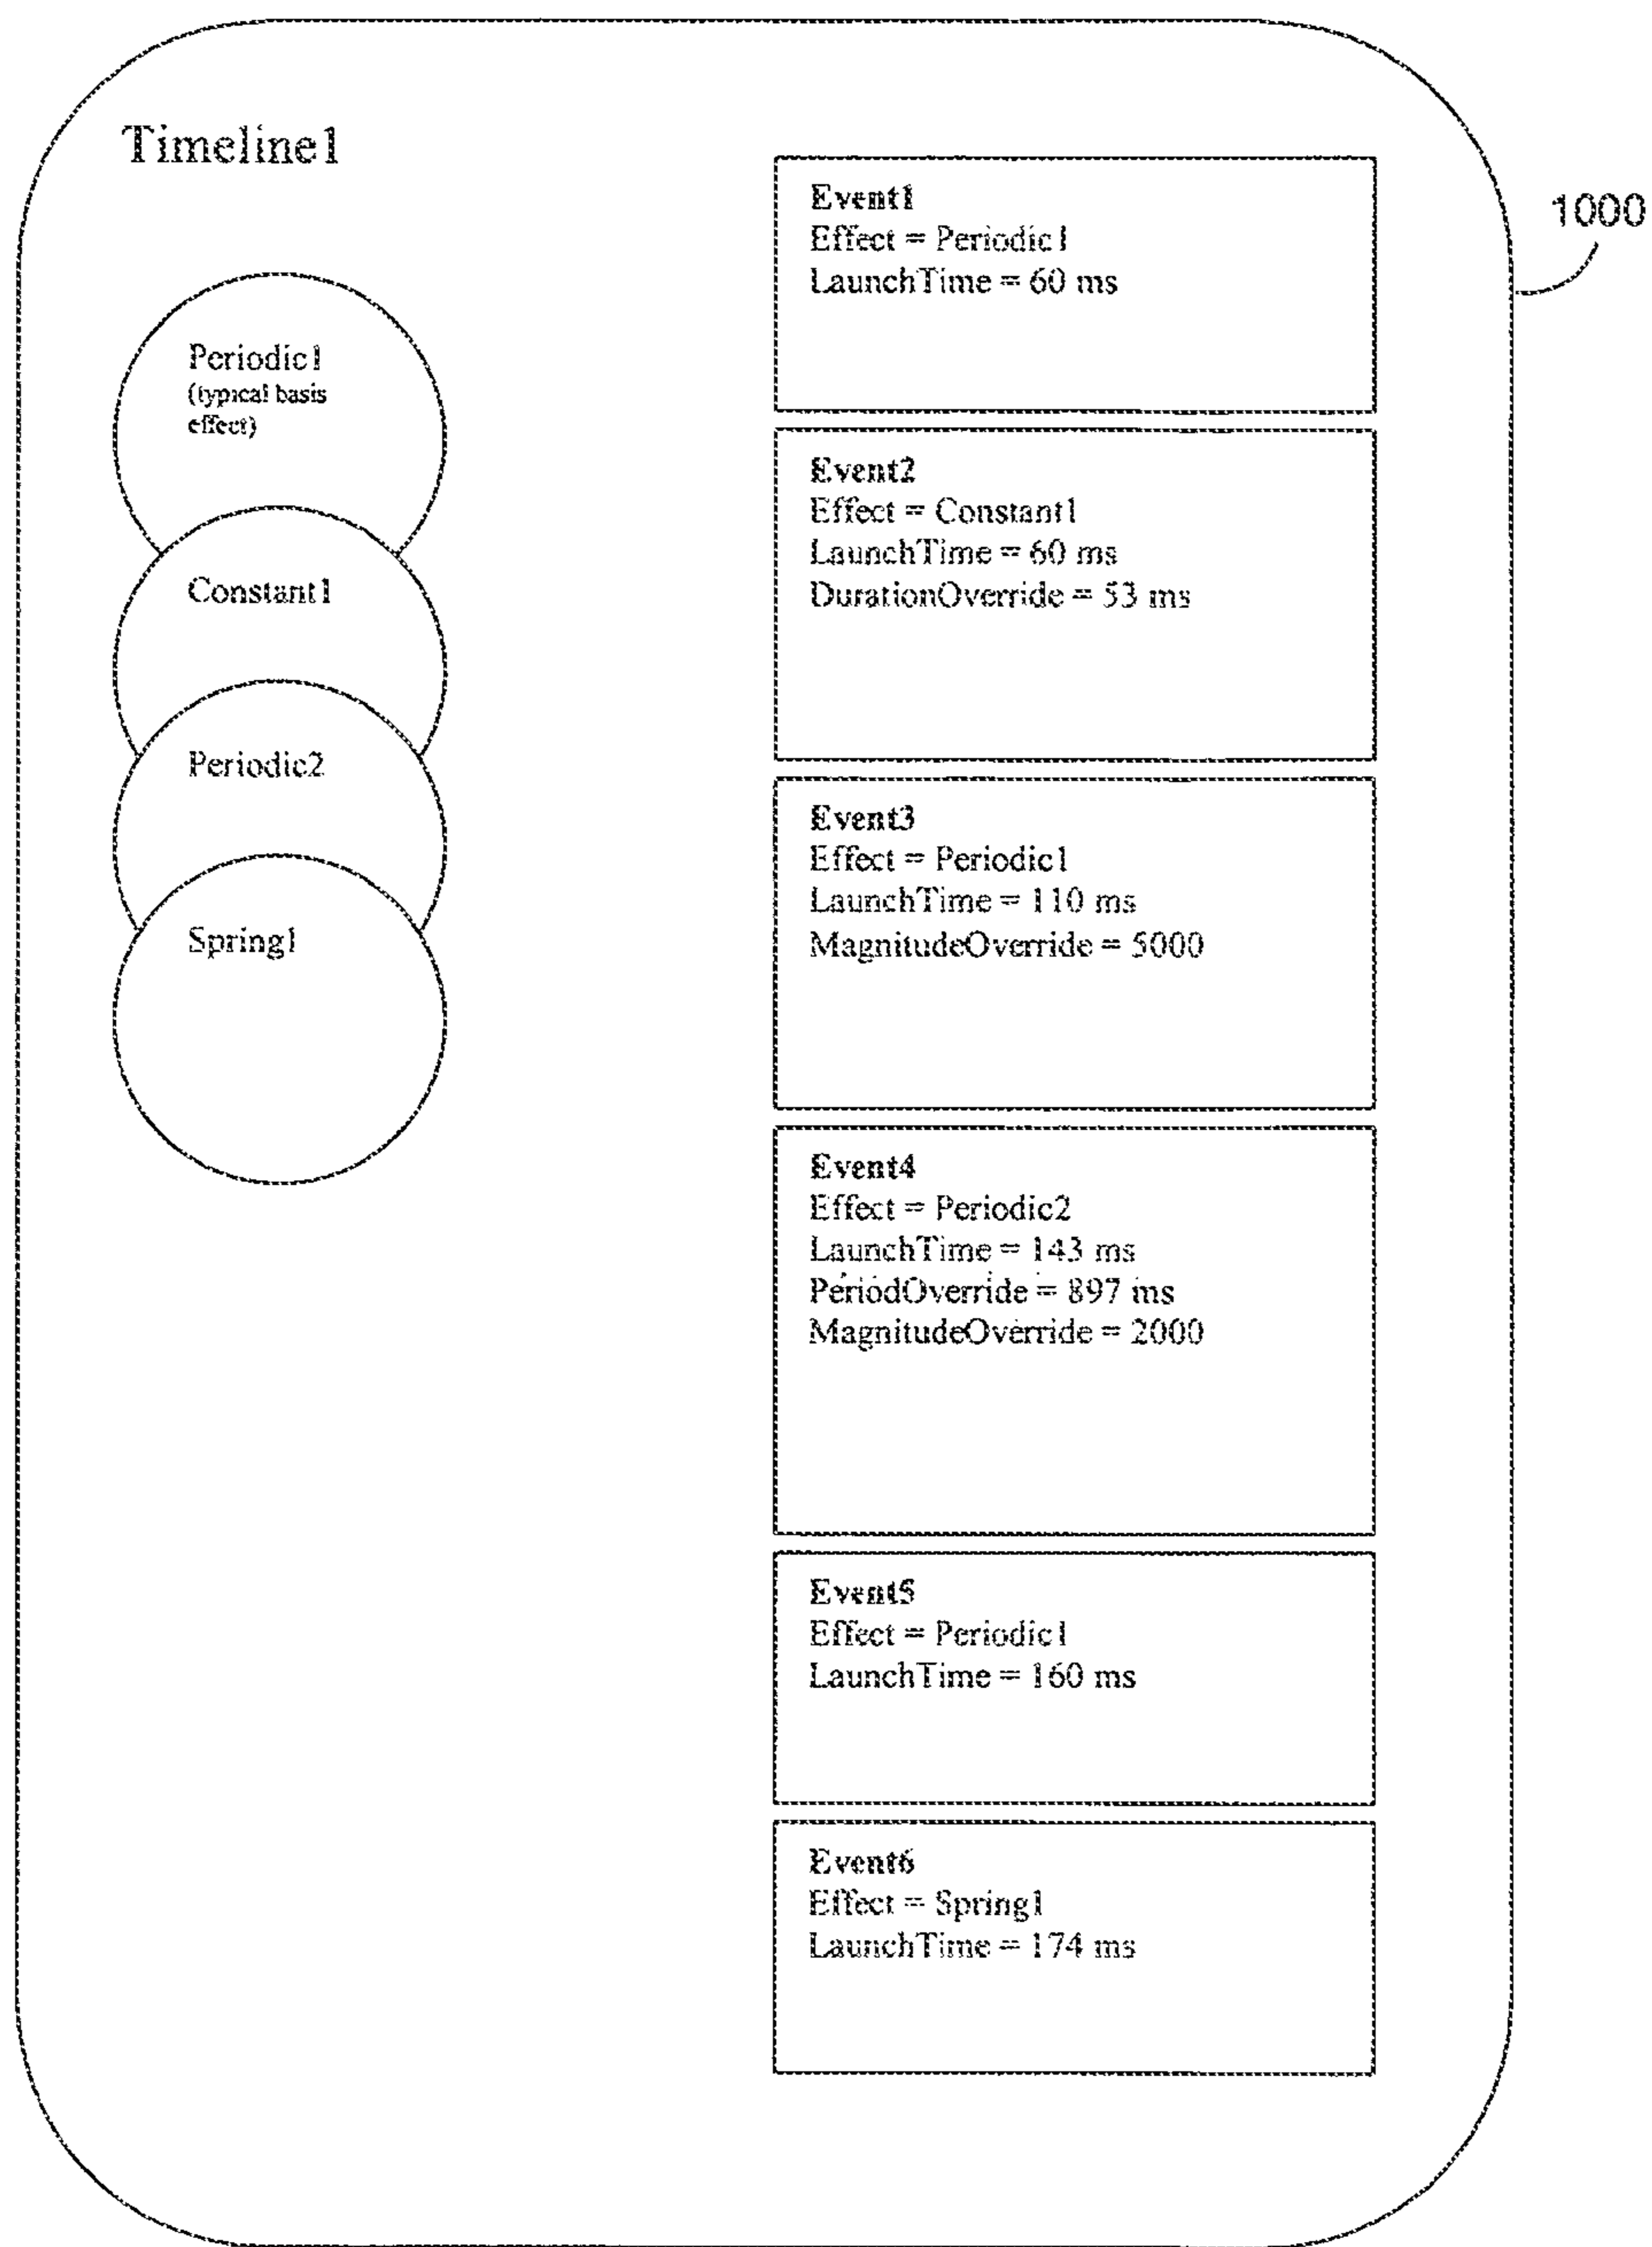 Timeline1
1000
Periodic1
(typical basis
effect)
Constant1
Periodic2
Spring1
Event1
Effect = Periodic1
LaunchTime = 60 ms
Event2
Effect = Constant1
LaunchTime = 60 ms
DurationOverride = 53 ms
Event3
Effect = Periodic1
LaunchTime = 110 ms
MagnitudeOverride = 5000
Event4
Effect = Periodic2
LaunchTime = 143 ms
PeriodOverride = 897 ms
MagnitudeOverride = 2000
Event5
Effect = Periodic1
LaunchTime = 160 ms
Event6
Effect = Spring1
LaunchTime = 174 ms